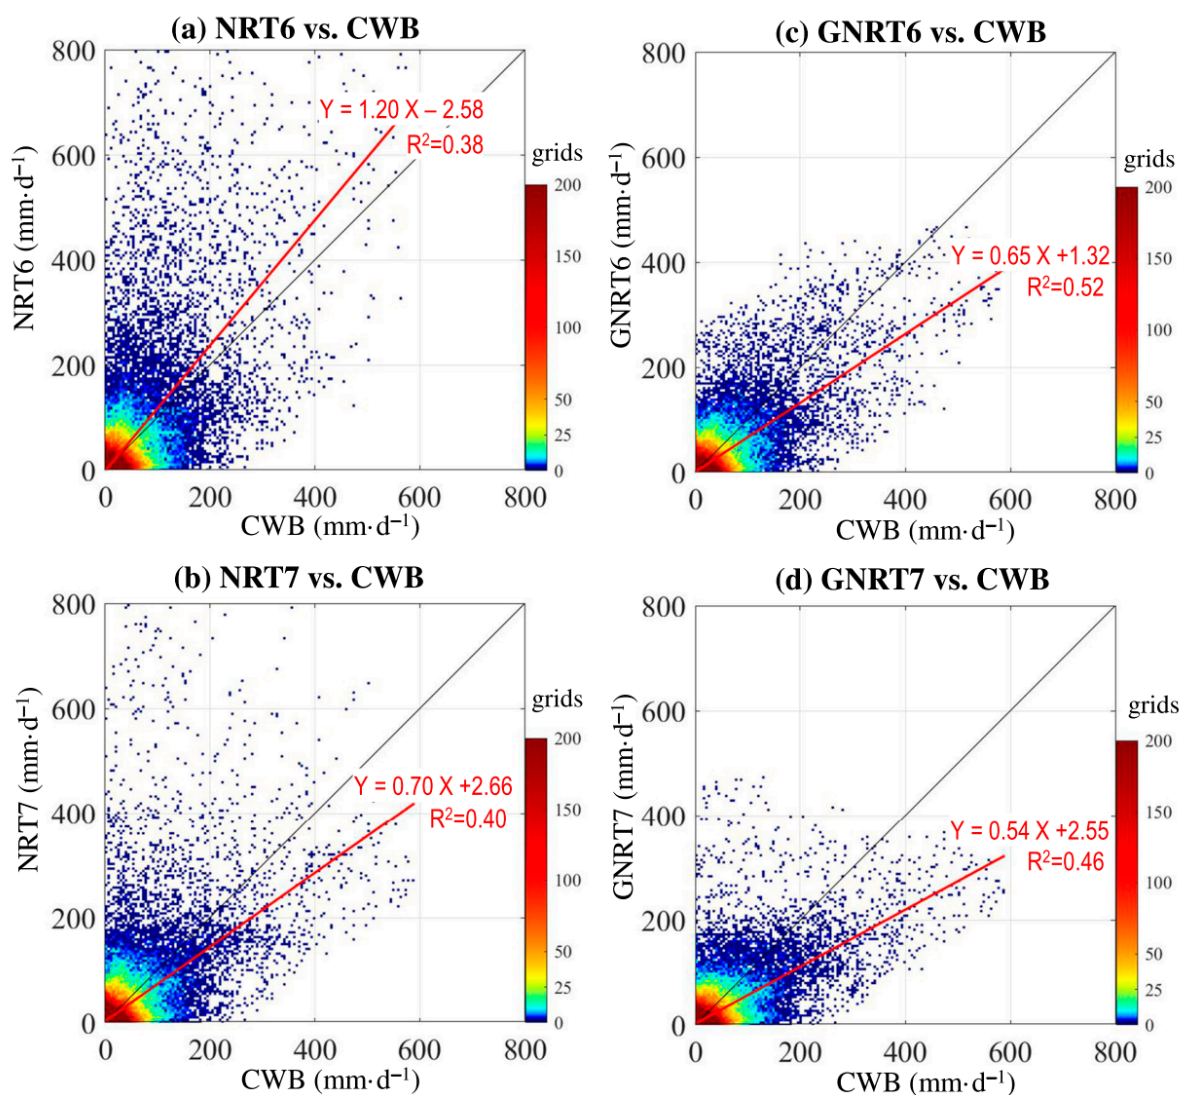 (a) NRT6 vs. CWB
800
600
400
200
0
NRT6 (mm·d⁻¹)
Y = 1.20 X – 2.58
R²=0.38
grids
200
150
100
50
25
0
0 200 400 600 800
CWB (mm·d⁻¹)
(c) GNRT6 vs. CWB
800
600
400
200
0
GNRT6 (mm·d⁻¹)
Y = 0.65 X +1.32
R²=0.52
grids
200
150
100
50
25
0
0 200 400 600 800
CWB (mm·d⁻¹)
(b) NRT7 vs. CWB
800
600
400
200
0
NRT7 (mm·d⁻¹)
Y = 0.70 X +2.66
R²=0.40
grids
200
150
100
50
25
0
0 200 400 600 800
CWB (mm·d⁻¹)
(d) GNRT7 vs. CWB
800
600
400
200
0
GNRT7 (mm·d⁻¹)
Y = 0.54 X +2.55
R²=0.46
grids
200
150
100
50
25
0
0 200 400 600 800
CWB (mm·d⁻¹)